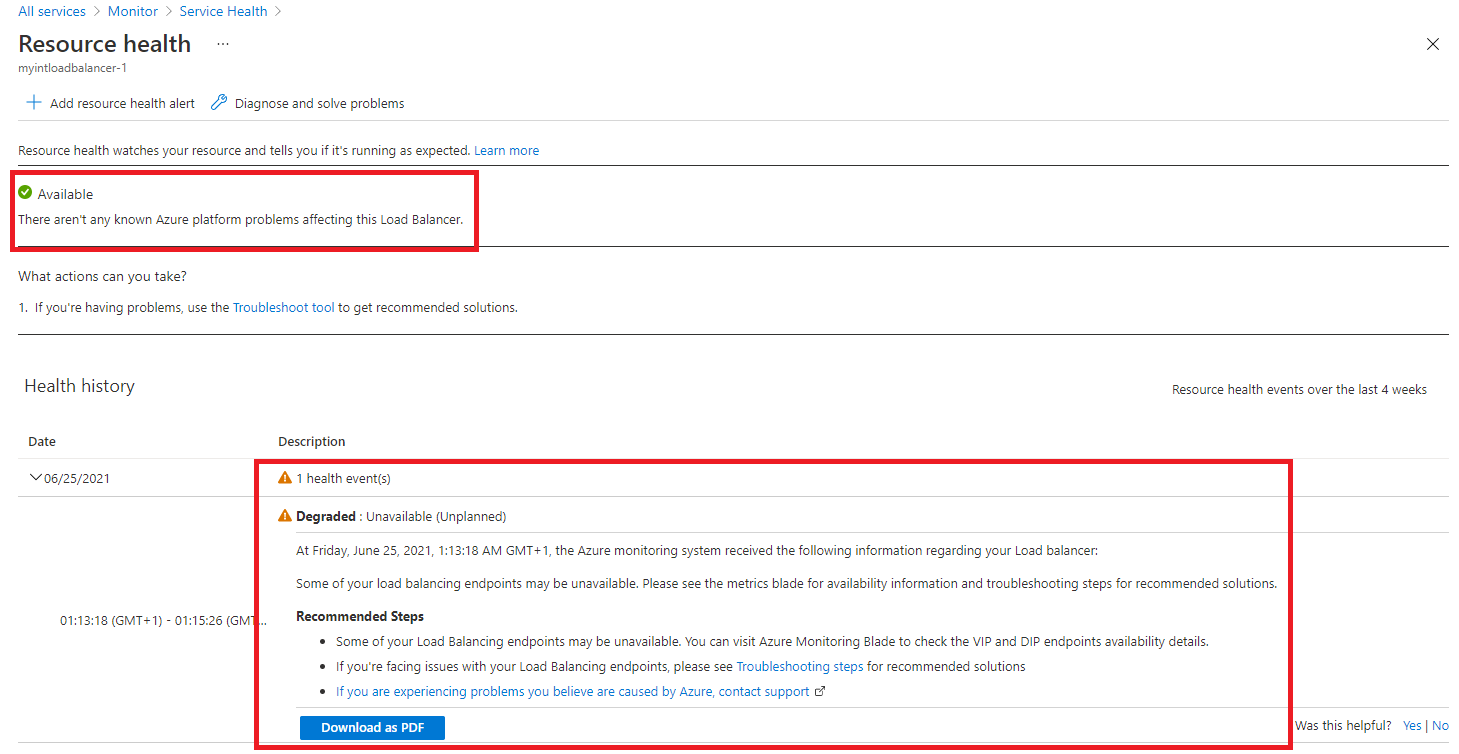 All services > Monitor > Service Health >
Resource health ...
myintloadbalancer-1
Add resource health alert Diagnose and solve problems
Resource health watches your resource and tells you if it's running as expected. Learn more
Available
There aren't any known Azure platform problems affecting this Load Balancer.
What actions can you take?
1. If you're having problems, use the Troubleshoot tool to get recommended solutions.
Health history
Resource health events over the last 4 weeks
Date Description
06/25/2021 1 health event(s)
Degraded : Unavailable (Unplanned)
At Friday, June 25, 2021, 1:13:18 AM GMT+1, the Azure monitoring system received the following information regarding your Load balancer:
Some of your load balancing endpoints may be unavailable. Please see the metrics blade for availability information and troubleshooting steps for recommended solutions.
Recommended Steps
01:13:18 (GMT+1) - 01:15:26 (GMT...
• Some of your Load Balancing endpoints may be unavailable. You can visit Azure Monitoring Blade to check the VIP and DIP endpoints availability details.
• If you're facing issues with your Load Balancing endpoints, please see Troubleshooting steps for recommended solutions
• If you are experiencing problems you believe are caused by Azure, contact support
Download as PDF
Was this helpful? Yes | No